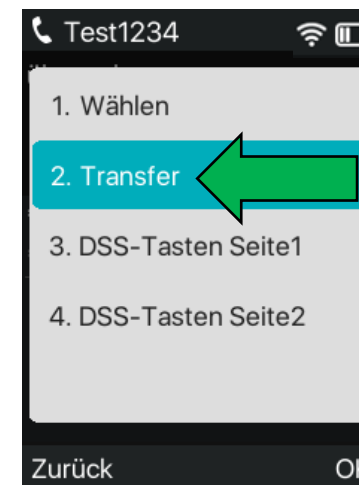 Test1234
1. Wählen
2. Transfer
3. DSS-Tasten Seite1
4. DSS-Tasten Seite2
Zurück